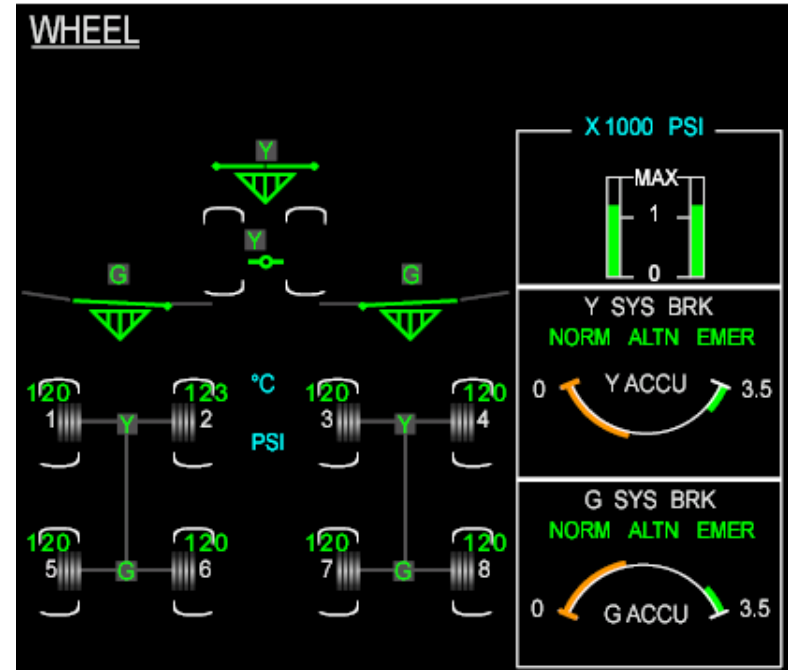 WHEEL
X 1000 PSI
Y
MAX
1
Y
G G 0
Y SYS BRK
NORM ALTN EMER
120 123 °C 120 120 0 Y ACCU 3.5
1 Y 2 3 Y 4
PSI
G SYS BRK
NORM ALTN EMER
120 120 120 120
5 G 6 7 G 8
0 G ACCU 3.5